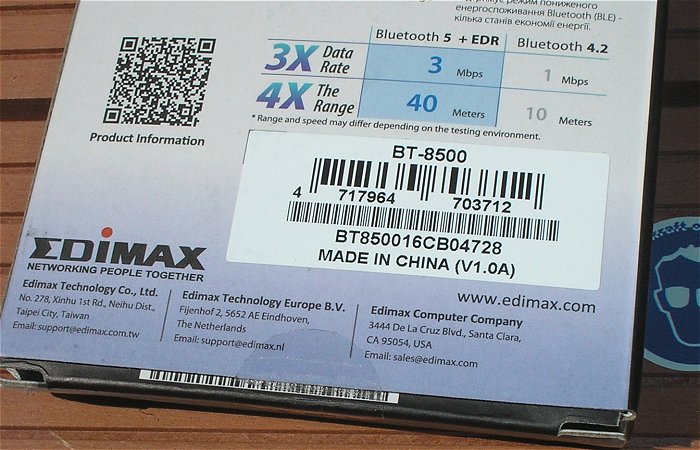 енергоспоживання Bluetooth (BLE) -
кілька станів економії енергії.
Bluetooth 5 + EDR
Bluetooth 4.2
3X Data Rate
3 Mbps
1 Mbps
4X The Range
40 Meters
10 Meters
* Range and speed may differ depending on the testing environment.
Product Information
BT-8500
4 717964 703712
BT850016CB04728
MADE IN CHINA (V1.0A)
EDIMAX
NETWORKING PEOPLE TOGETHER
www.edimax.com
Edimax Technology Co., Ltd.
No. 278, Xinhu 1st Rd., Neihu Dist.,
Taipei City, Taiwan
Email: support@edimax.com.tw
Edimax Technology Europe B.V.
Fijenhof 2, 5652 AE Eindhoven,
The Netherlands
Email: support@edimax.nl
Edimax Computer Company
3444 De La Cruz Blvd., Santa Clara,
CA 95054, USA
Email: sales@edimax.com